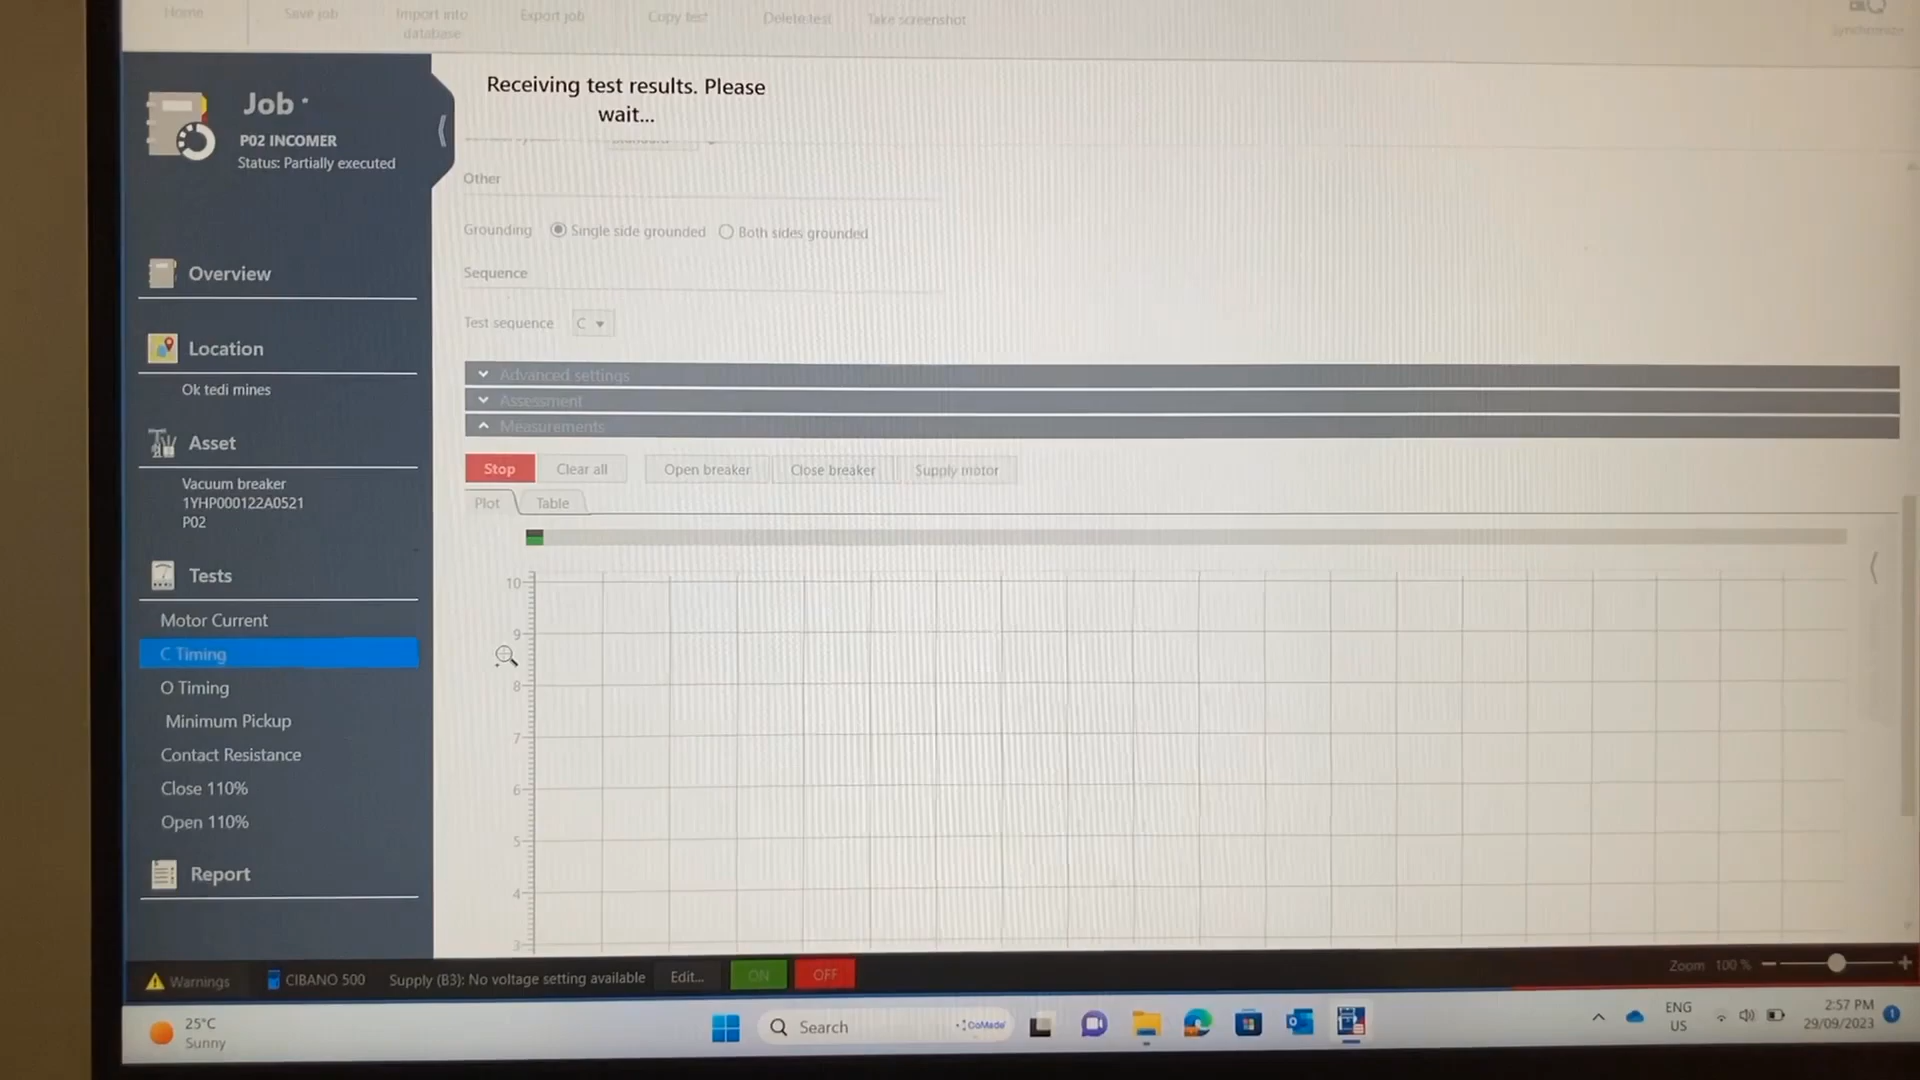 Home
Save job
Import into
database
Export job
Copy test
Delete test
Take screenshot
Synchronize
Job *
P02 INCOMER
Status: Partially executed
Receiving test results. Please
wait...
Other
Grounding Single side grounded Both sides grounded
Sequence
Test sequence C
Advanced settings
Assessment
Measurements
Stop Clear all Open breaker Close breaker Supply motor
Plot Table
10
9
8
7
6
5
4
3
Overview
Location
Ok tedi mines
Asset
Vacuum breaker
1YHP000122A0521
P02
Tests
Motor Current
C Timing
O Timing
Minimum Pickup
Contact Resistance
Close 110%
Open 110%
Report
Warnings CIBANO 500 Supply (B3): No voltage setting available Edit... ON OFF
Zoom 100 %
25°C
Sunny
Search
ENG
US
2:57 PM
29/09/2023
1